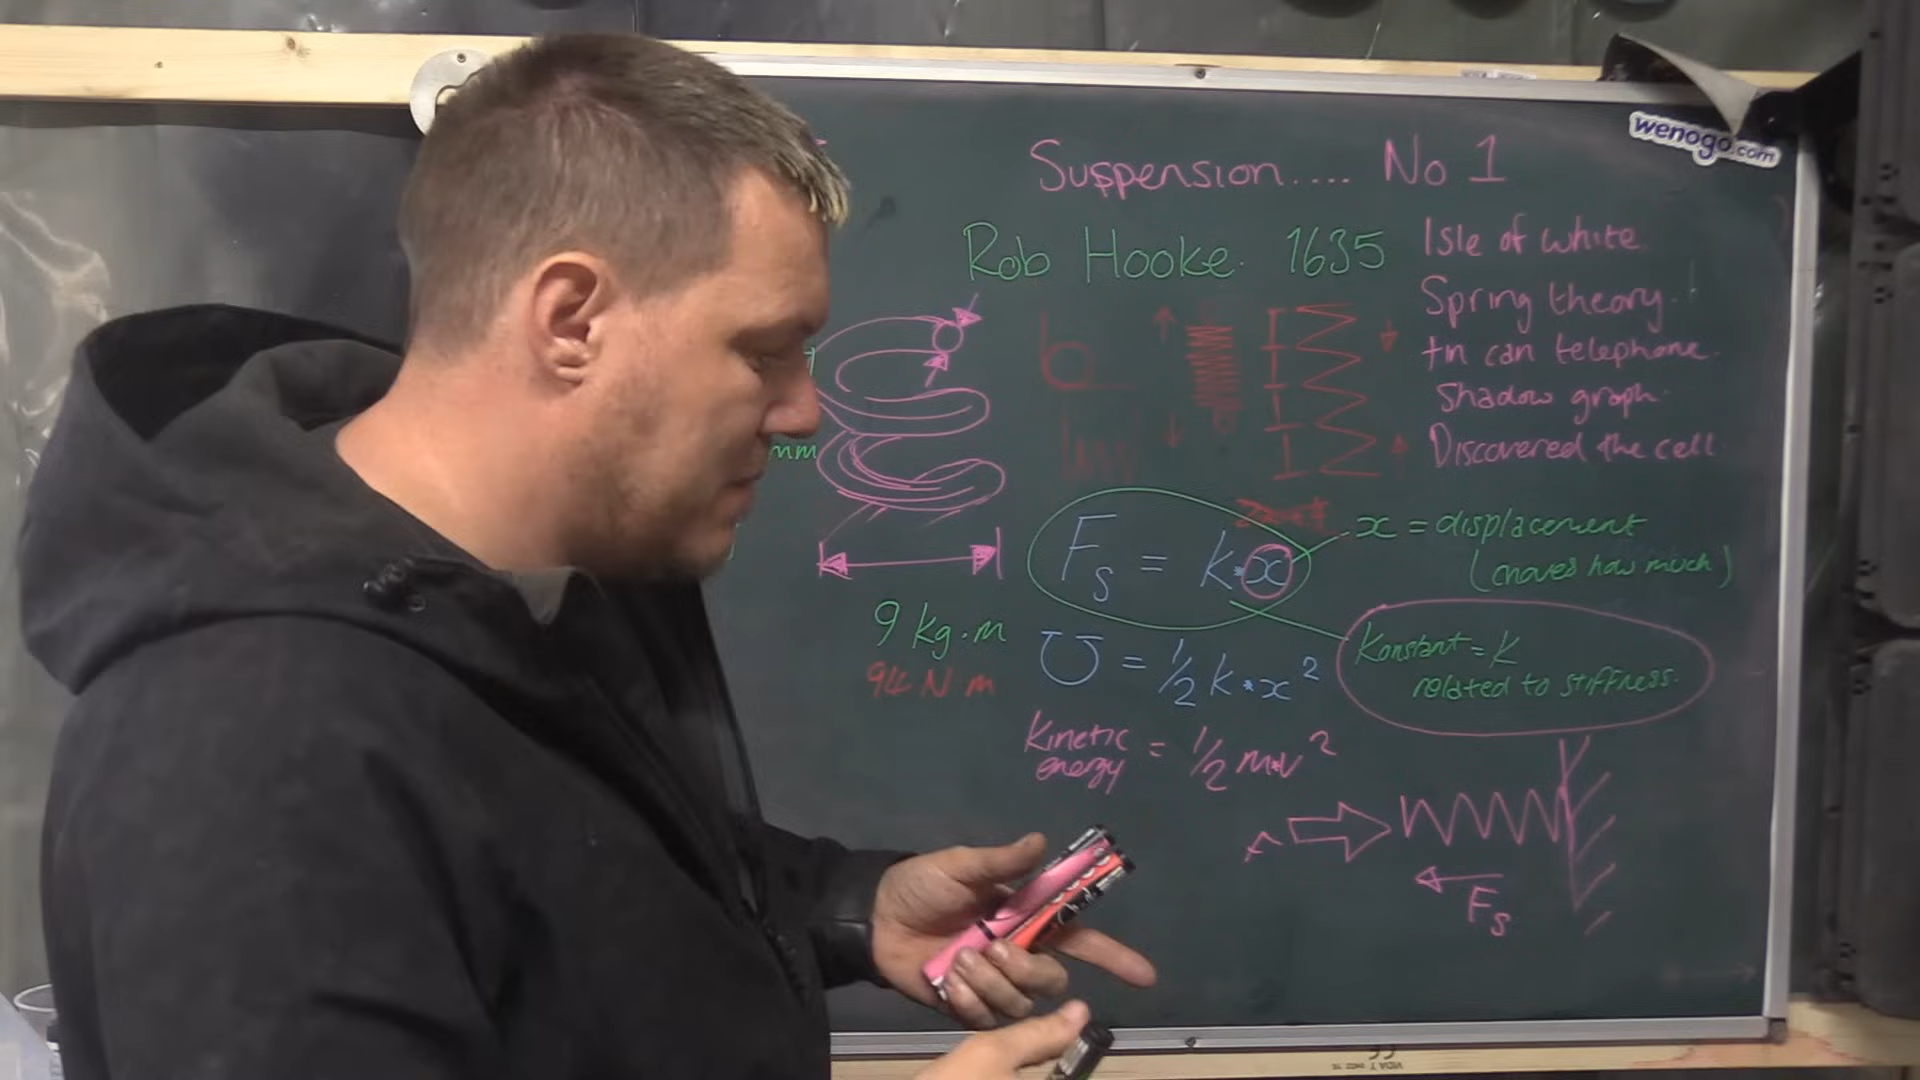 Suspension.... No 1
wenogo.com
Rob Hooke. 1635
Isle of white.
Spring theory.
tin can telephone.
Shadow graph.
Discovered the cell
mm
Fs = k*x
x = displacement
(moves how much)
9 kg.m
94 N m
U = 1/2 k*x²
Konstant = K
related to stiffness.
Kinetic energy = 1/2 m*v²
Fs